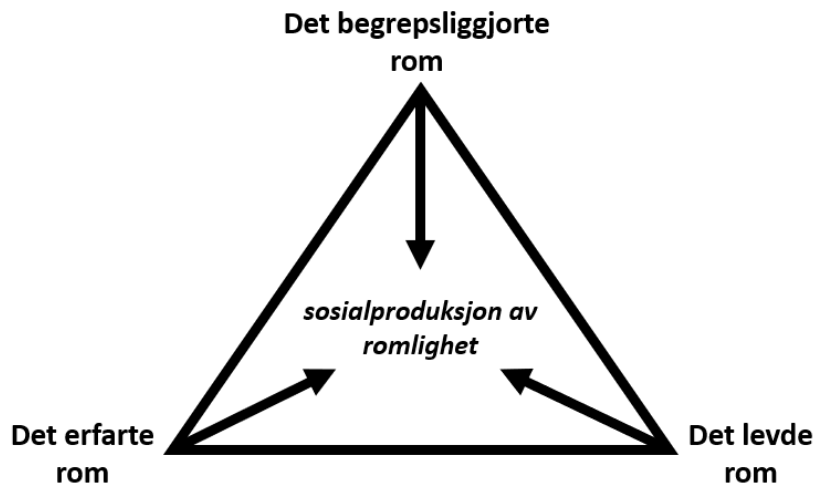 Det begrepsliggjorte
rom
sosialproduksjon av
romlighet
Det erfarte
rom
Det levde
rom